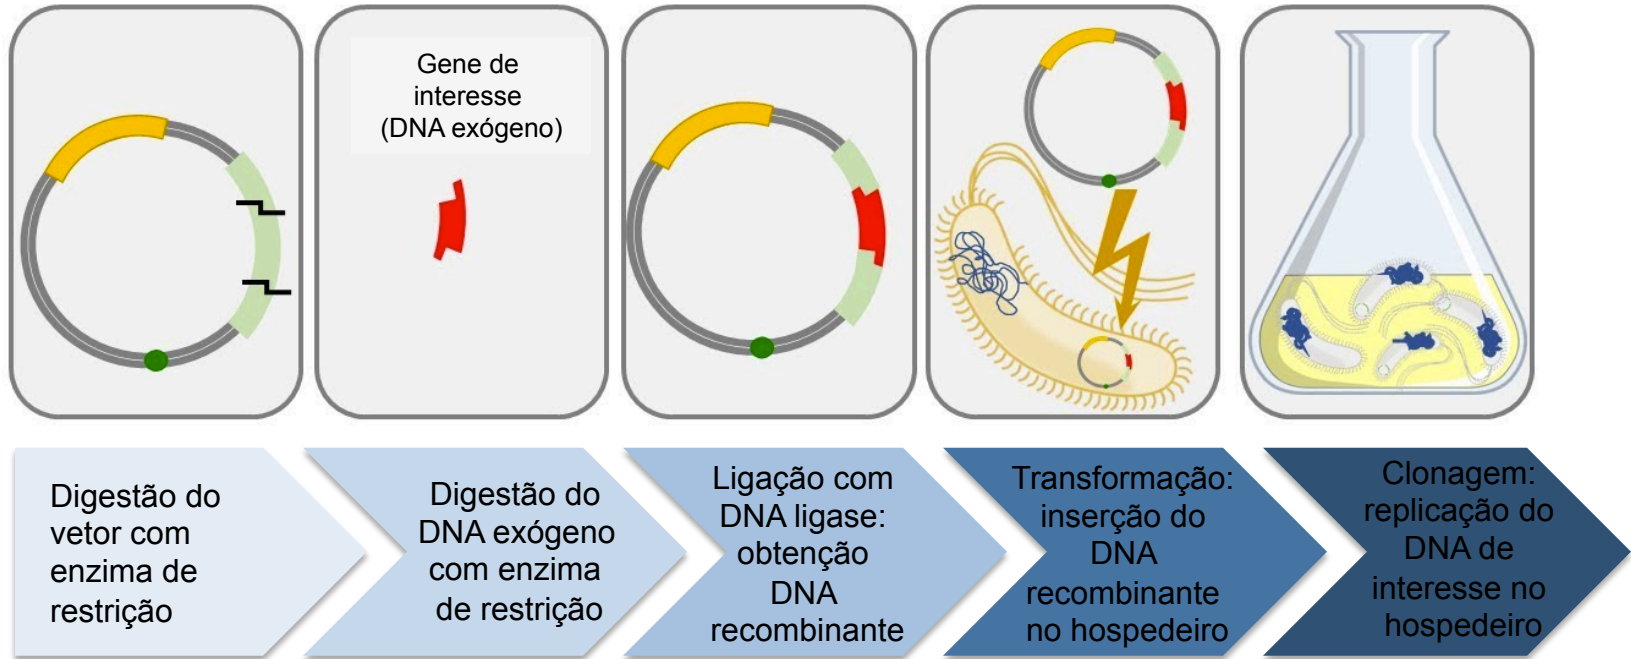 Gene de
interesse
(DNA exógeno)
Digestão do
vetor com
enzima de
restrição
Digestão do
DNA exógeno
com enzima
de restrição
Ligação com
DNA ligase:
obtenção
DNA
recombinante
Transformação:
inserção do
DNA
recombinante
no hospedeiro
Clonagem:
replicação do
DNA de
interesse no
hospedeiro